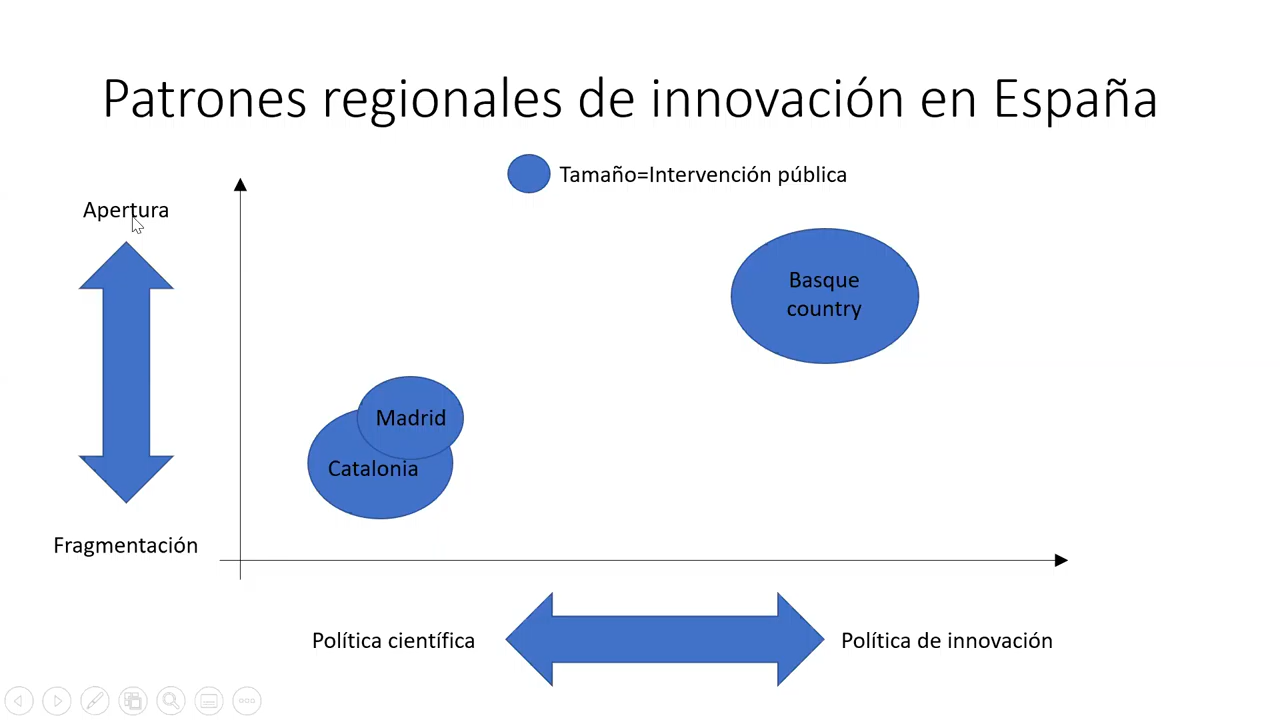 Patrones regionales de innovación en España
Tamaño=Intervención pública
Apertura
Basque
country
Madrid
Catalonia
Fragmentación
Política científica
Política de innovación